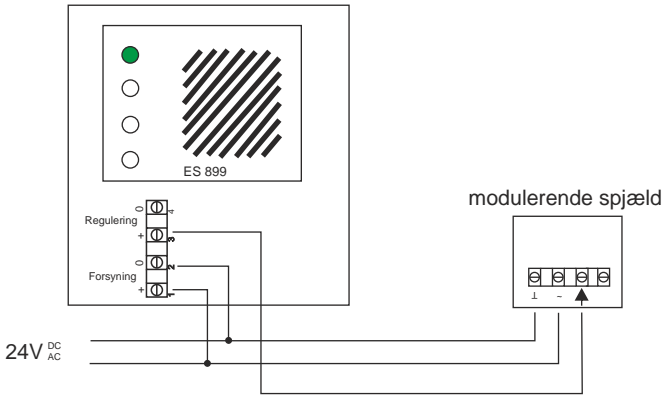 ES 899
modulerende spjæld
0 4
Regulering
+ 3
0 2
Forsyning
+ 1
⊥ –
24V DC
AC